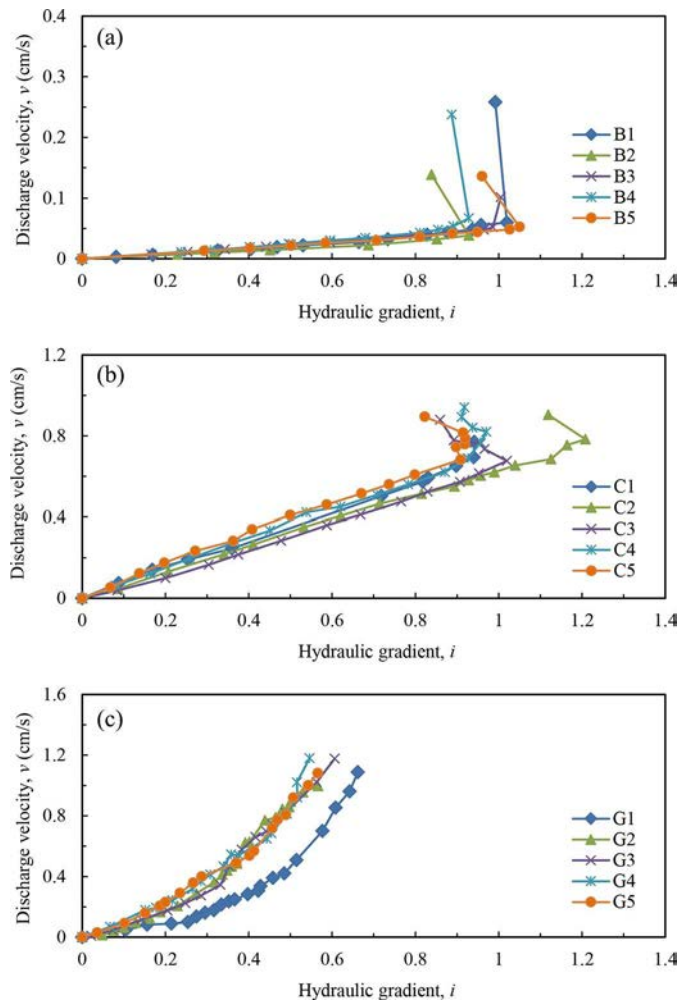 (a)
Discharge velocity, v (cm/s)
0.4
0.3
0.2
0.1
0
0 0.2 0.4 0.6 0.8 1 1.2 1.4
Hydraulic gradient, i
B1
B2
B3
B4
B5
(b)
Discharge velocity, v (cm/s)
1.2
0.8
0.4
0
0 0.2 0.4 0.6 0.8 1 1.2 1.4
Hydraulic gradient, i
C1
C2
C3
C4
C5
(c)
Discharge velocity, v (cm/s)
1.6
1.2
0.8
0.4
0
0 0.2 0.4 0.6 0.8 1 1.2 1.4
Hydraulic gradient, i
G1
G2
G3
G4
G5